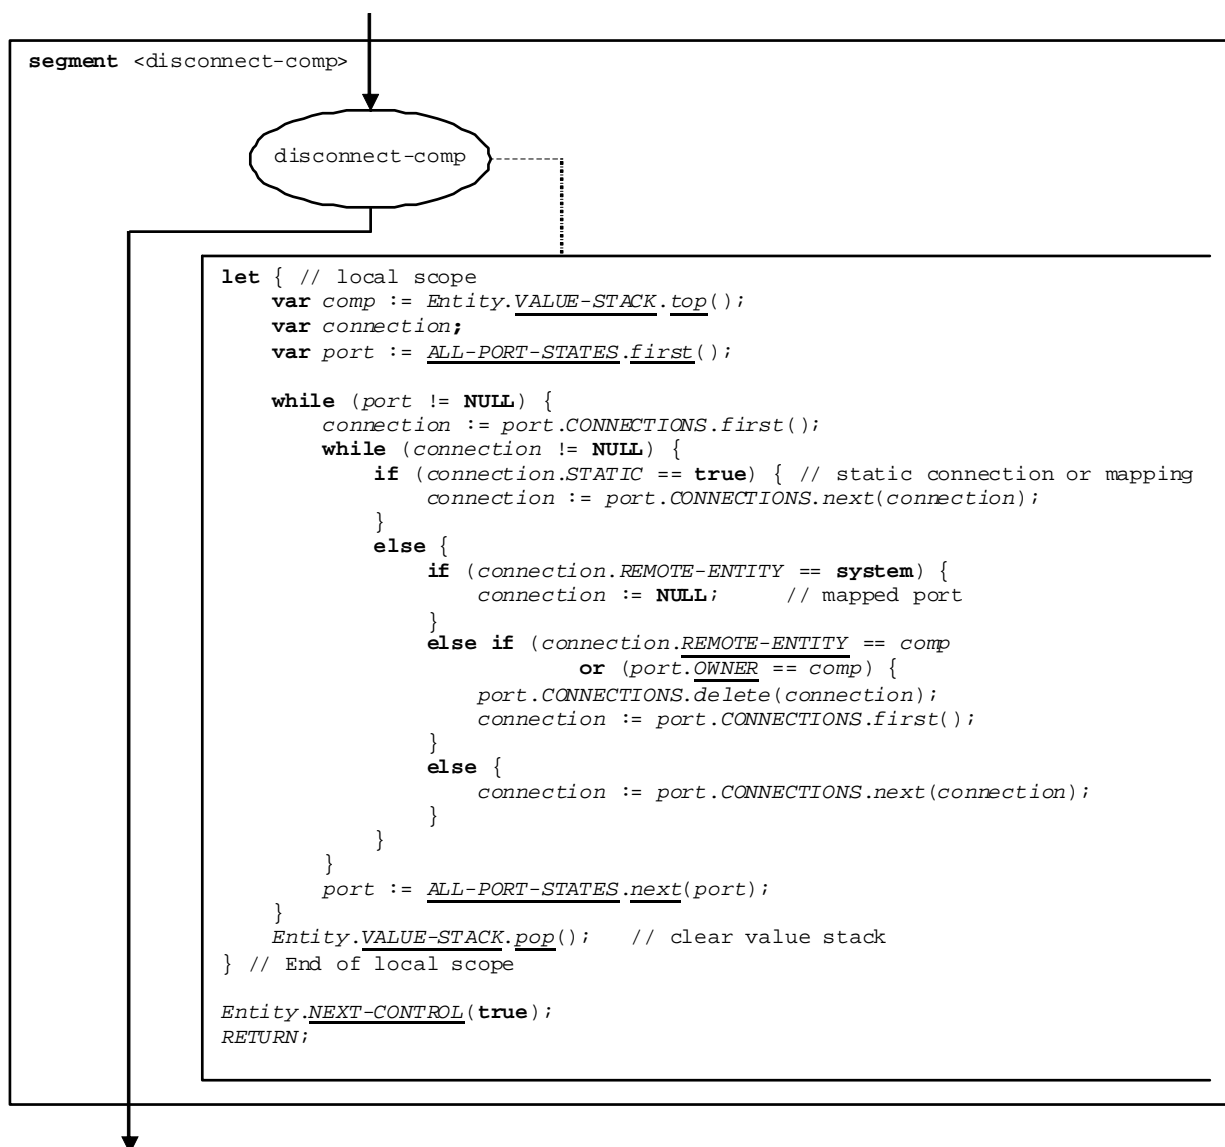 segment <disconnect-comp>
disconnect-comp
let { // local scope
    var comp := Entity.VALUE-STACK.top();
    var connection;
    var port := ALL-PORT-STATES.first();
    while (port != NULL) {
        connection := port.CONNECTIONS.first();
        while (connection != NULL) {
            if (connection.STATIC == true) { // static connection or mapping
                connection := port.CONNECTIONS.next(connection);
            }
            else {
                if (connection.REMOTE-ENTITY == system) {
                    connection := NULL;     // mapped port
                }
                else if (connection.REMOTE-ENTITY == comp
                            or (port.OWNER == comp) {
                    port.CONNECTIONS.delete(connection);
                    connection := port.CONNECTIONS.first();
                }
                else {
                    connection := port.CONNECTIONS.next(connection);
                }
            }
        }
        port := ALL-PORT-STATES.next(port);
    }
    Entity.VALUE-STACK.pop();   // clear value stack
} // End of local scope
Entity.NEXT-CONTROL(true);
RETURN;